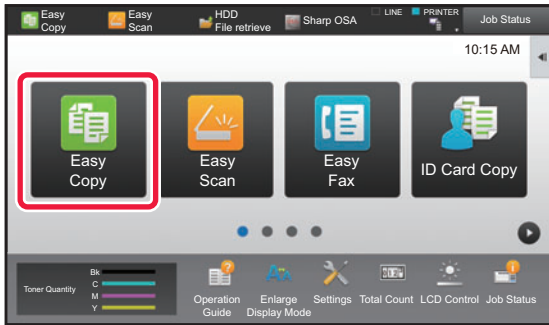 Easy
Copy
Easy
Scan
HDD
File retrieve
Sharp OSA
LINE
PRINTER
Job Status
10:15 AM
Easy
Copy
Easy
Scan
Easy
Fax
ID Card Copy
Toner Quantity
Bk
C
M
Y
Operation
Guide
Enlarge
Display Mode
Settings
Total Count
LCD Control
Job Status